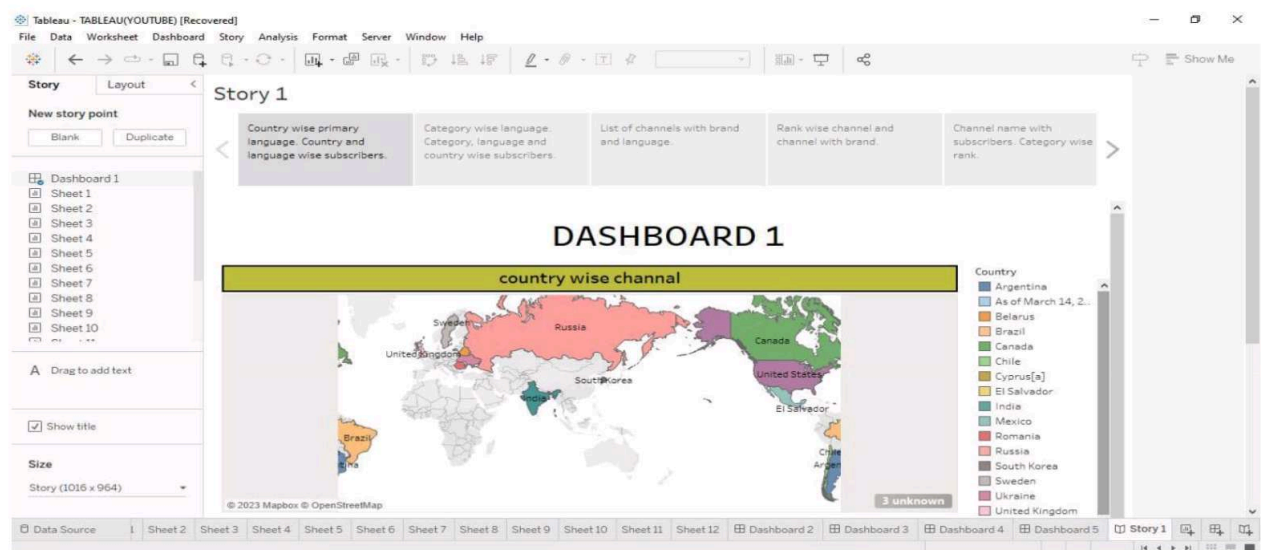 Tableau - TABLEAU(YOUTUBE) [Recovered]
File Data Worksheet Dashboard Story Analysis Format Server Window Help
Show Me
Story Layout
New story point
Blank Duplicate
Dashboard 1
Sheet 1
Sheet 2
Sheet 3
Sheet 4
Sheet 5
Sheet 6
Sheet 7
Sheet 8
Sheet 9
Sheet 10
A Drag to add text
Show title
Size
Story (1016 x 964)
Story 1
Country wise primary
language. Country and
language wise subscribers.
Category wise language.
Category, language and
country wise subscribers.
List of channels with brand
and language.
Rank wise channel and
channel with brand.
Channel name with
subscribers. Category wise
rank.
DASHBOARD 1
country wise channal
Sweden
Russia
Canada
United Kingdom
South Korea
United States
India
El Salvador
Brazil
© 2023 Mapbox © OpenStreetMap
3 unknown
Country
Argentina
As of March 14, 2..
Belarus
Brazil
Canada
Chile
Cyprus[a]
El Salvador
India
Mexico
Romania
Russia
South Korea
Sweden
Ukraine
United Kingdom
Data Source Sheet 2 Sheet 3 Sheet 4 Sheet 5 Sheet 6 Sheet 7 Sheet 8 Sheet 9 Sheet 10 Sheet 11 Sheet 12 Dashboard 2 Dashboard 3 Dashboard 4 Dashboard 5 Story 1